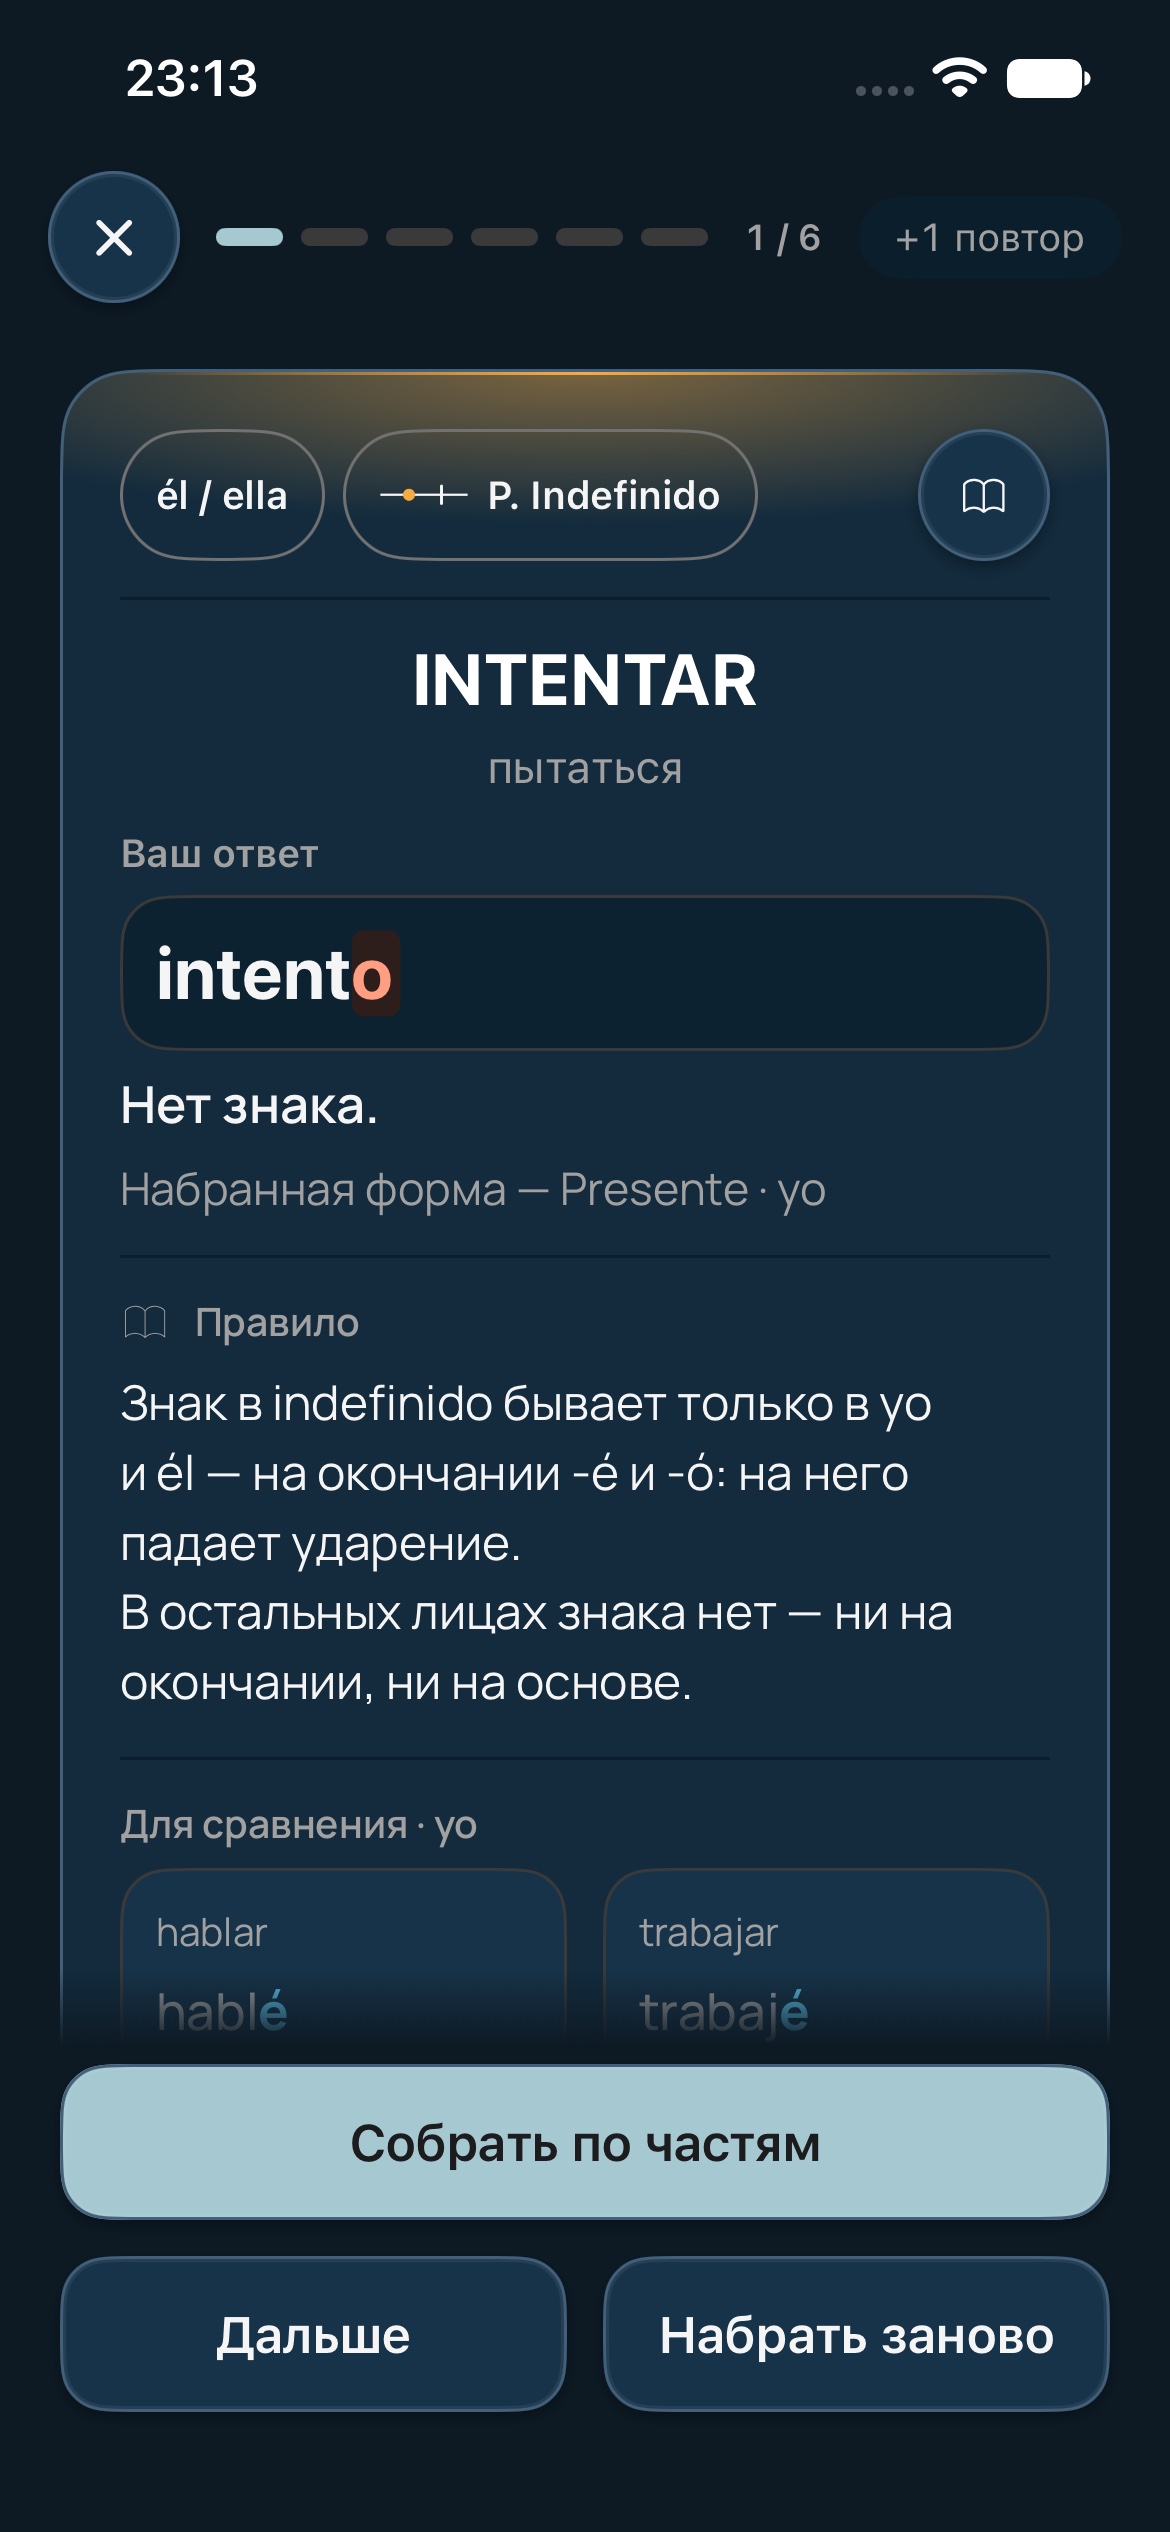 23:13
1 / 6
+1 повтор
él / ella
P. Indefinido
INTENTAR
пытаться
Ваш ответ
intento
Нет знака.
Набранная форма — Presente · yo
Правило
Знак в indefinido бывает только в yo
и él — на окончании -é и -ó: на него
падает ударение.
В остальных лицах знака нет — ни на
окончании, ни на основе.
Для сравнения · yo
hablar
trabajar
hablé
trabajé
Собрать по частям
Дальше
Набрать заново